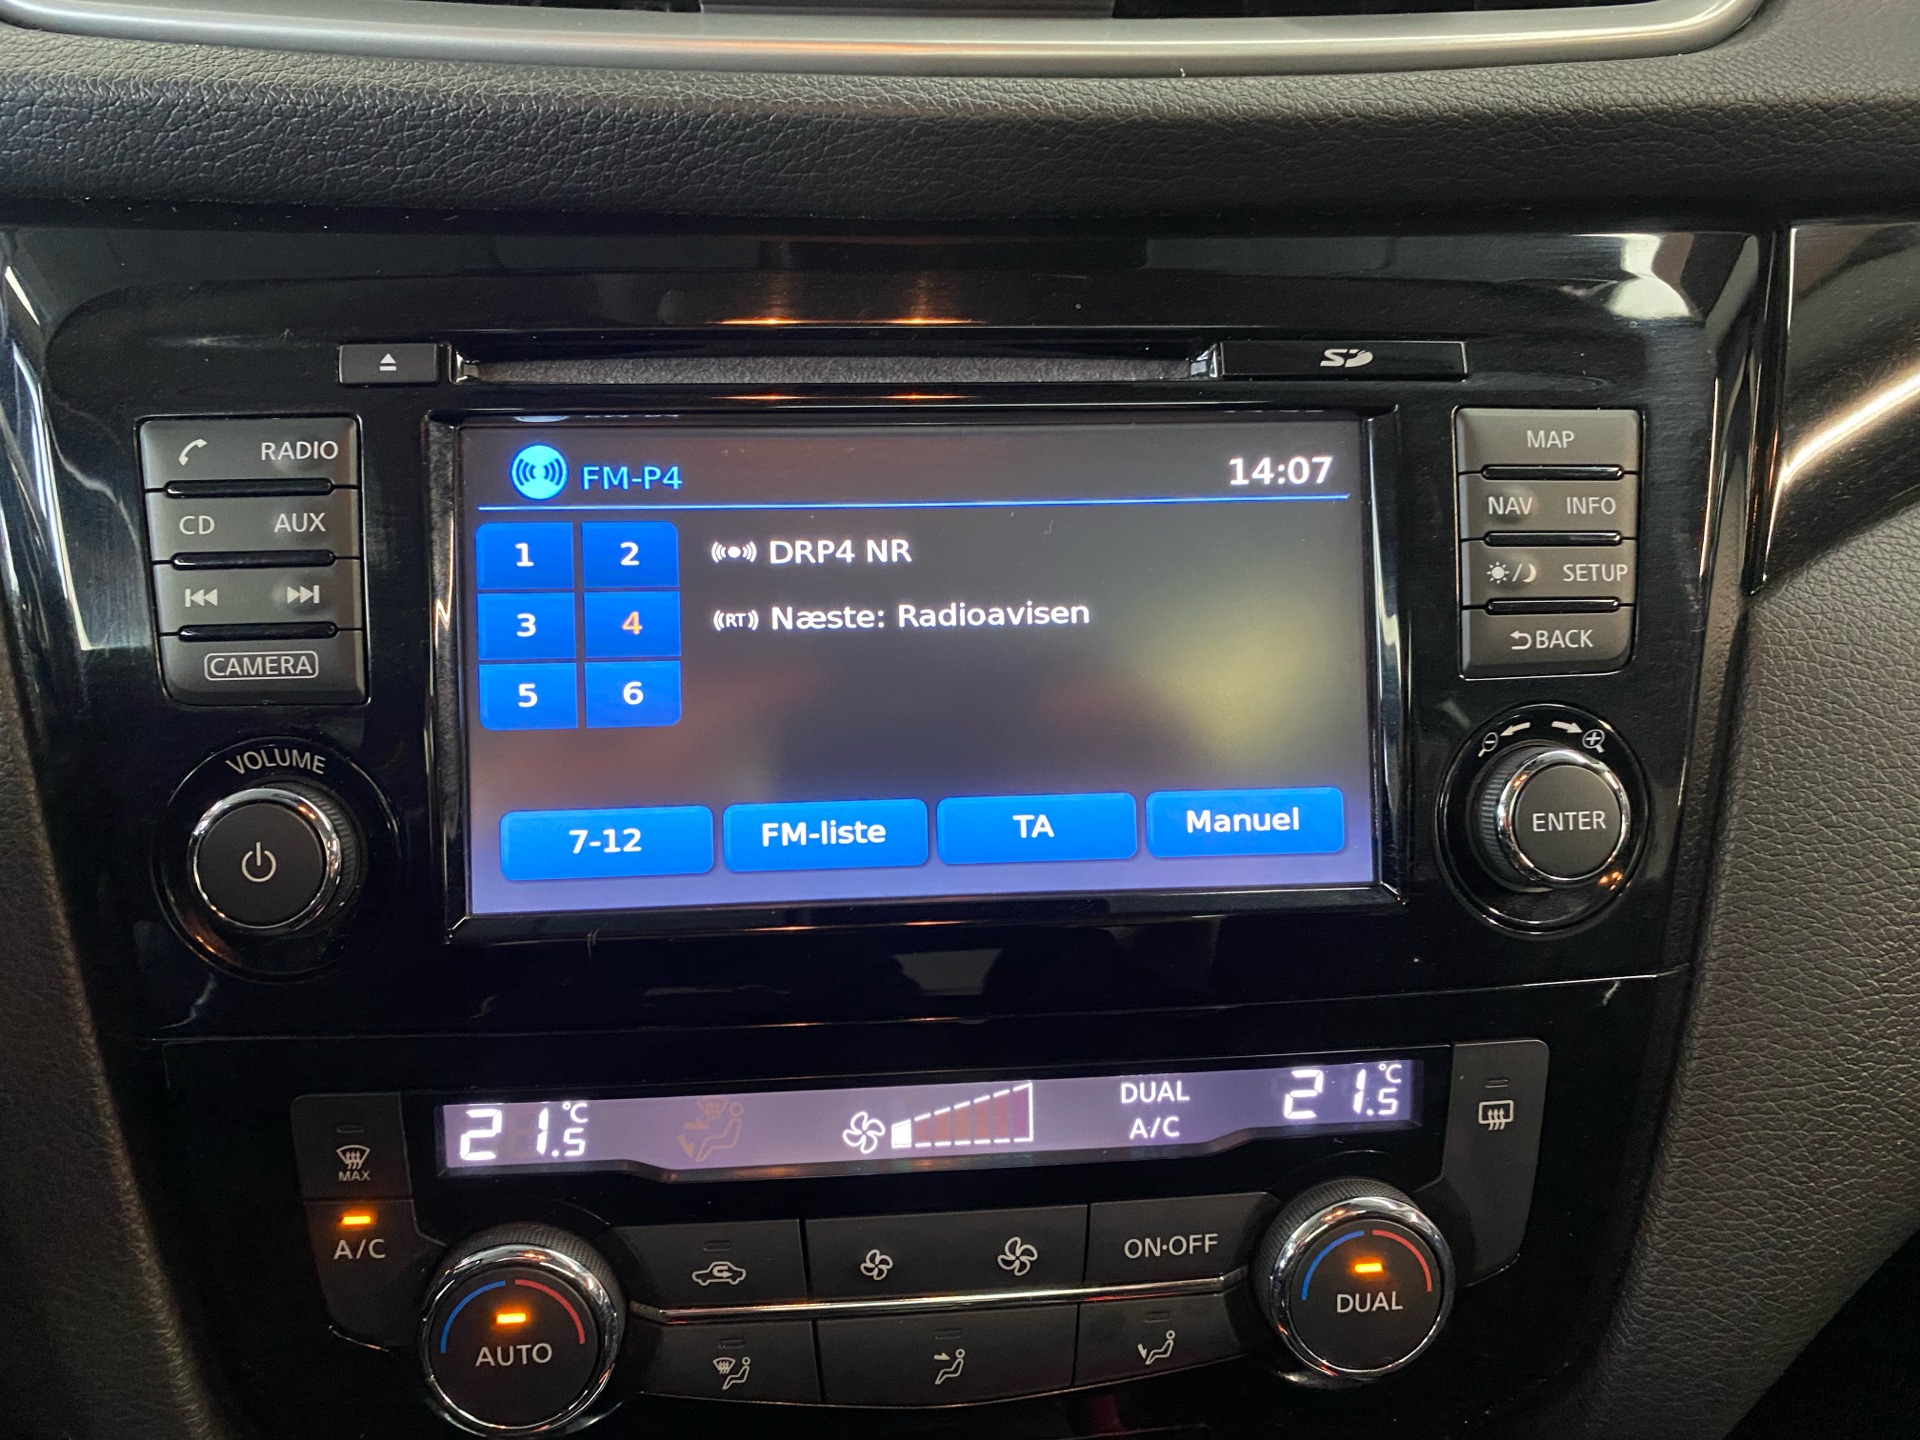 SD
RADIO
CD AUX
CAMERA
VOLUME
FM-P4 14:07
1 2
3 4
5 6
DRP4 NR
RT Næste: Radioavisen
7-12 FM-liste TA Manuel
MAP
NAV INFO
SETUP
BACK
ENTER
21.5 °C DUAL A/C 21.5 °C
MAX
A/C
AUTO
ON·OFF
DUAL